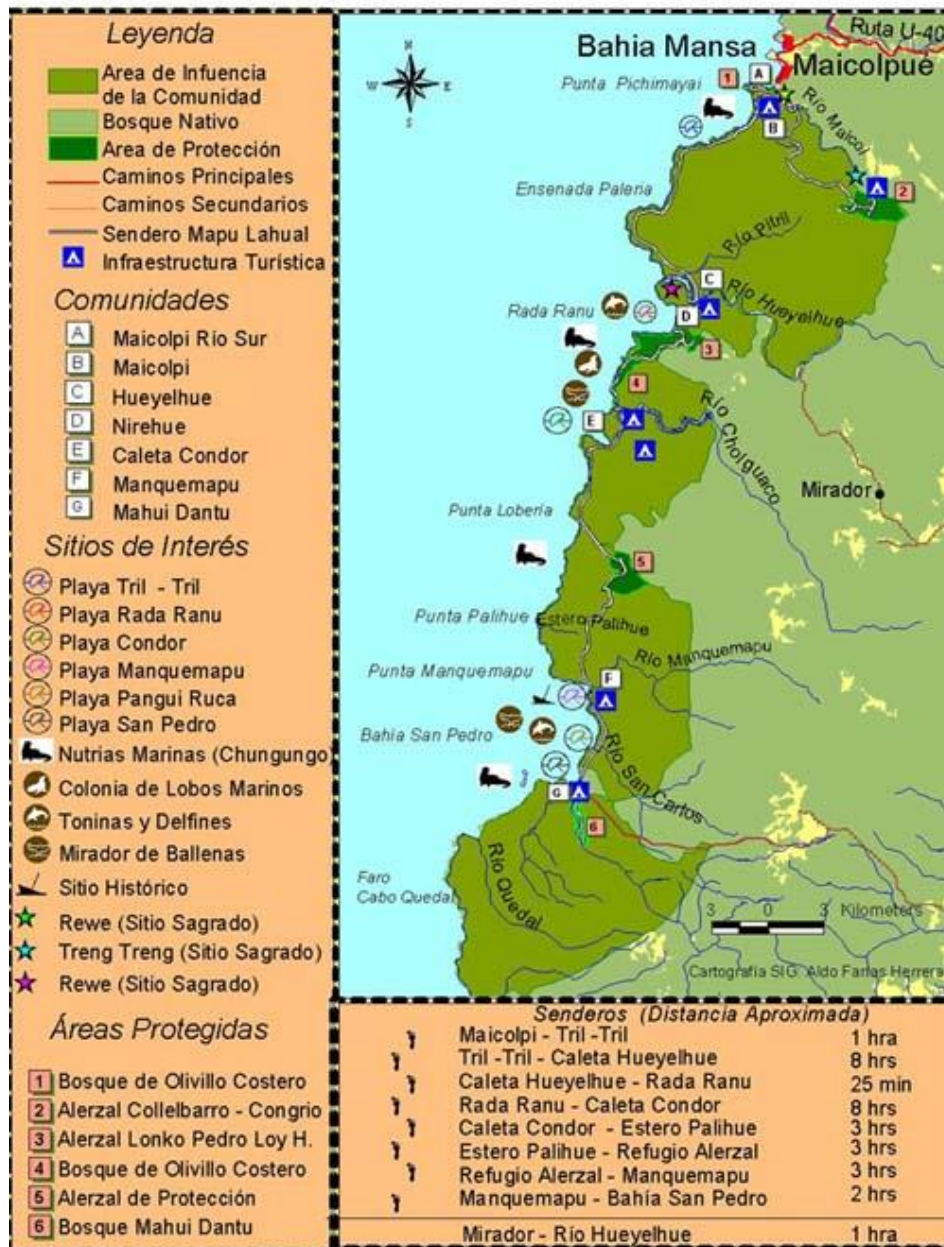 Leyenda
Area de Infuencia
de la Comunidad
Bosque Nativo
Area de Protección
Caminos Principales
Caminos Secundarios
Sendero Mapu Lahual
Infraestructura Turística
Comunidades
A Maicolpi Río Sur
B Maicolpi
C Hueyelhue
D Nirehue
E Caleta Condor
F Manquemapu
G Mahui Dantu
Sitios de Interés
Playa Tril - Tril
Playa Rada Ranu
Playa Condor
Playa Manquemapu
Playa Pangui Ruca
Playa San Pedro
Nutrias Marinas (Chungungo)
Colonia de Lobos Marinos
Toninas y Delfines
Mirador de Ballenas
Sitio Histórico
Rewe (Sitio Sagrado)
Treng Treng (Sitio Sagrado)
Rewe (Sitio Sagrado)
Áreas Protegidas
1 Bosque de Olivillo Costero
2 Alerzal Collelbarro - Congrio
3 Alerzal Lonko Pedro Loy H.
4 Bosque de Olivillo Costero
5 Alerzal de Protección
6 Bosque Mahui Dantu
N
W E
S
Ruta U-40
Bahia Mansa
Maicolpué
Punta Pichimayai
1
A
Río Maicol
B
2
Ensenada Paleria
Río Pitril
C
Río Hueyelhue
Rada Ranu
D
3
4
E
Río Cholguaco
Mirador
Punta Lobería
5
Punta Palihue
Estero Palihue
Punta Manquemapu
Río Manquemapu
F
Bahia San Pedro
Río San Carlos
G
6
Río Quedal
Faro
Cabo Quedal
3 0 3 Kilometers
Cartografía SIG. Aldo Farías Herrera
Senderos (Distancia Aproximada)
Maicolpi - Tril -Tril 1 hra
Tril -Tril - Caleta Hueyelhue 8 hrs
Caleta Hueyelhue - Rada Ranu 25 min
Rada Ranu - Caleta Condor 8 hrs
Caleta Condor - Estero Palihue 3 hrs
Estero Palihue - Refugio Alerzal 3 hrs
Refugio Alerzal - Manquemapu 3 hrs
Manquemapu - Bahía San Pedro 2 hrs
Mirador - Río Hueyelhue 1 hra